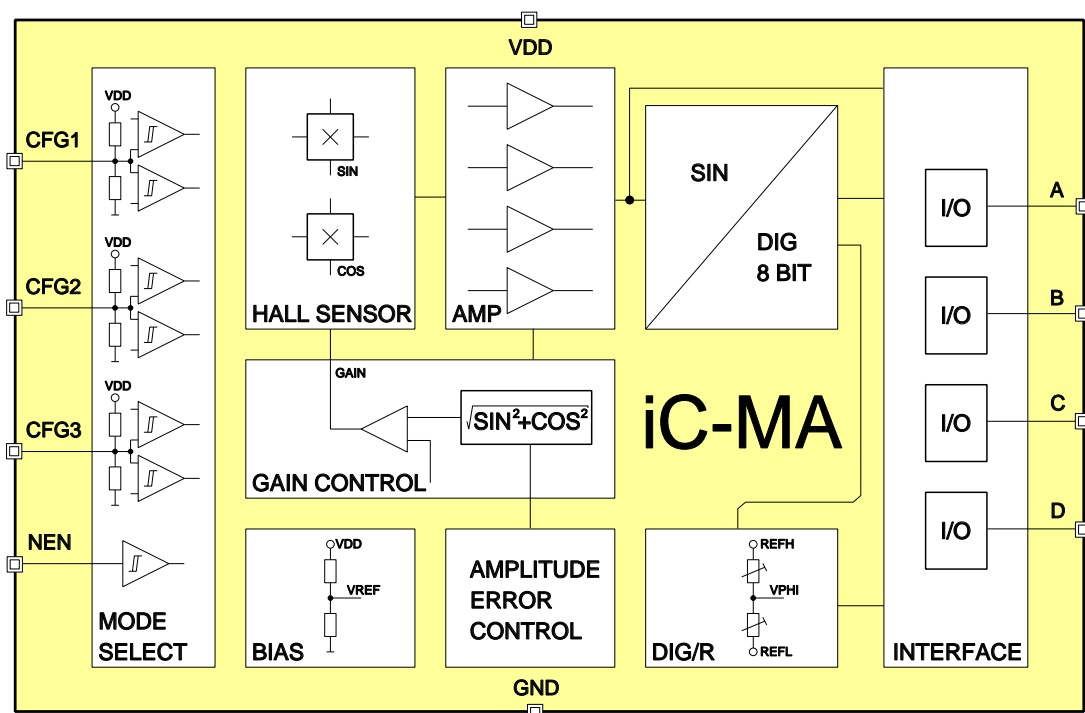 VDD
CFG1
VDD
CFG2
VDD
CFG3
VDD
NEN
MODE
SELECT
SIN
COS
HALL SENSOR
AMP
SIN
DIG
8 BIT
GAIN
√SIN²+COS²
GAIN CONTROL
iC-MA
VDD
VREF
BIAS
AMPLITUDE
ERROR
CONTROL
REFH
VPHI
REFL
DIG/R
I/O
A
I/O
B
I/O
C
I/O
D
INTERFACE
GND